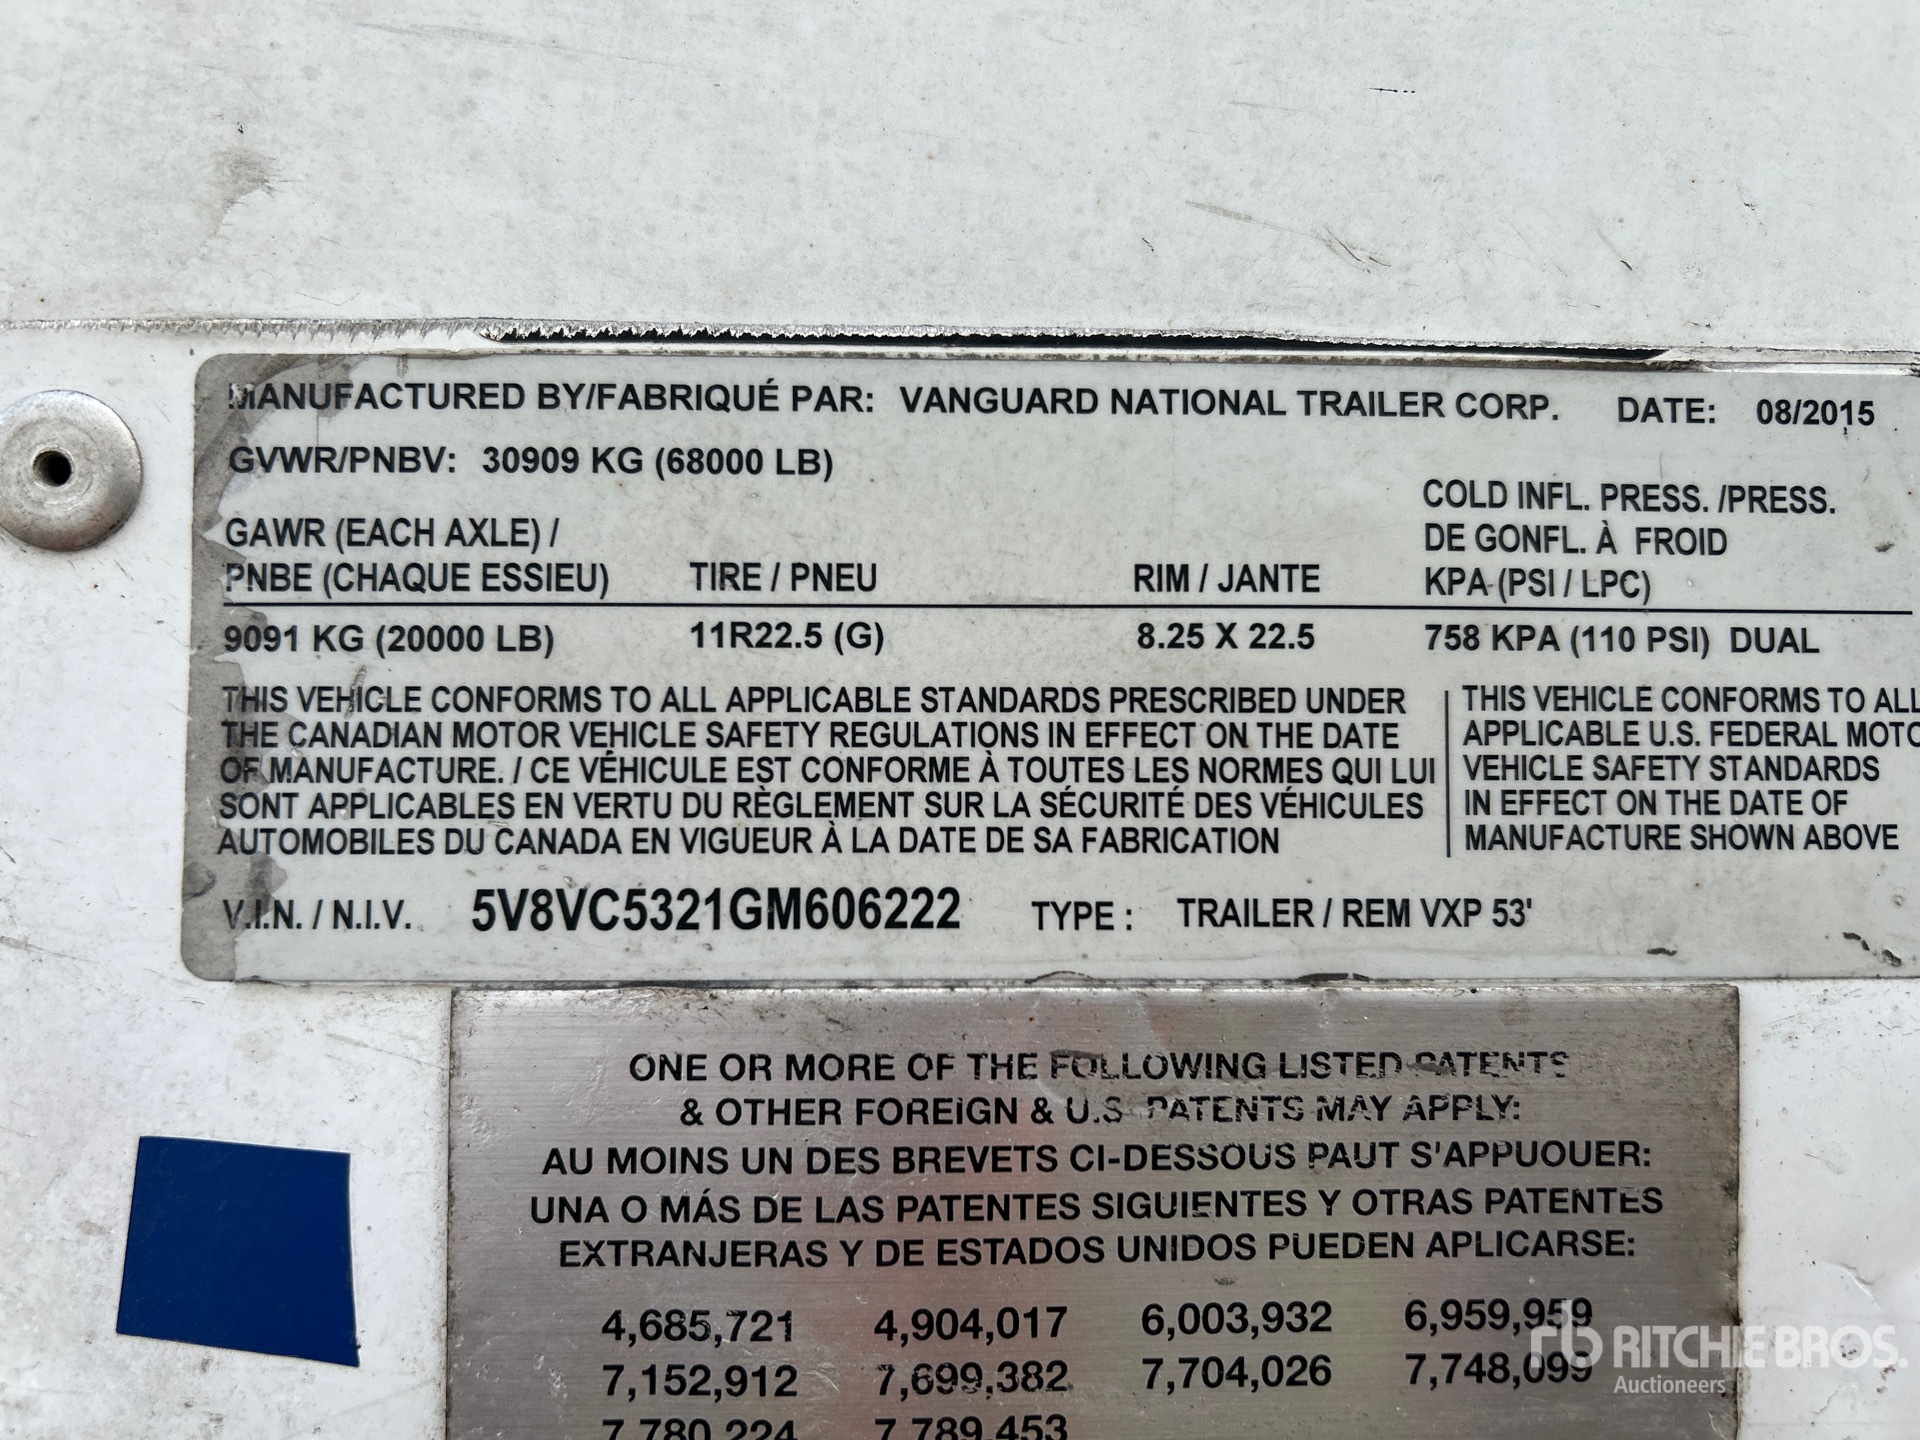 MANUFACTURED BY/FABRIQUÉ PAR: VANGUARD NATIONAL TRAILER CORP. DATE: 08/2015
GVWR/PNBV: 30909 KG (68000 LB)
COLD INFL. PRESS. /PRESS.
GAWR (EACH AXLE) / DE GONFL. À FROID
PNBE (CHAQUE ESSIEU) TIRE / PNEU RIM / JANTE KPA (PSI / LPC)
9091 KG (20000 LB) 11R22.5 (G) 8.25 X 22.5 758 KPA (110 PSI) DUAL
THIS VEHICLE CONFORMS TO ALL APPLICABLE STANDARDS PRESCRIBED UNDER
THE CANADIAN MOTOR VEHICLE SAFETY REGULATIONS IN EFFECT ON THE DATE
OF MANUFACTURE. / CE VÉHICULE EST CONFORME À TOUTES LES NORMES QUI LUI
SONT APPLICABLES EN VERTU DU RÈGLEMENT SUR LA SÉCURITÉ DES VÉHICULES
AUTOMOBILES DU CANADA EN VIGUEUR À LA DATE DE SA FABRICATION
THIS VEHICLE CONFORMS TO ALL
APPLICABLE U.S. FEDERAL MOTO
VEHICLE SAFETY STANDARDS
IN EFFECT ON THE DATE OF
MANUFACTURE SHOWN ABOVE
V.I.N. / N.I.V. 5V8VC5321GM606222 TYPE : TRAILER / REM VXP 53'
ONE OR MORE OF THE FOLLOWING LISTED PATENTS
& OTHER FOREIGN & U.S. PATENTS MAY APPLY:
AU MOINS UN DES BREVETS CI-DESSOUS PAUT S'APPUOUER:
UNA O MÁS DE LAS PATENTES SIGUIENTES Y OTRAS PATENTES
EXTRANJERAS Y DE ESTADOS UNIDOS PUEDEN APLICARSE:
4,685,721 4,904,017 6,003,932 6,959,959
7,152,912 7,699,382 7,704,026 7,748,099
7,780,224 7,789,453
rb RITCHIE BROS.
Auctioneers